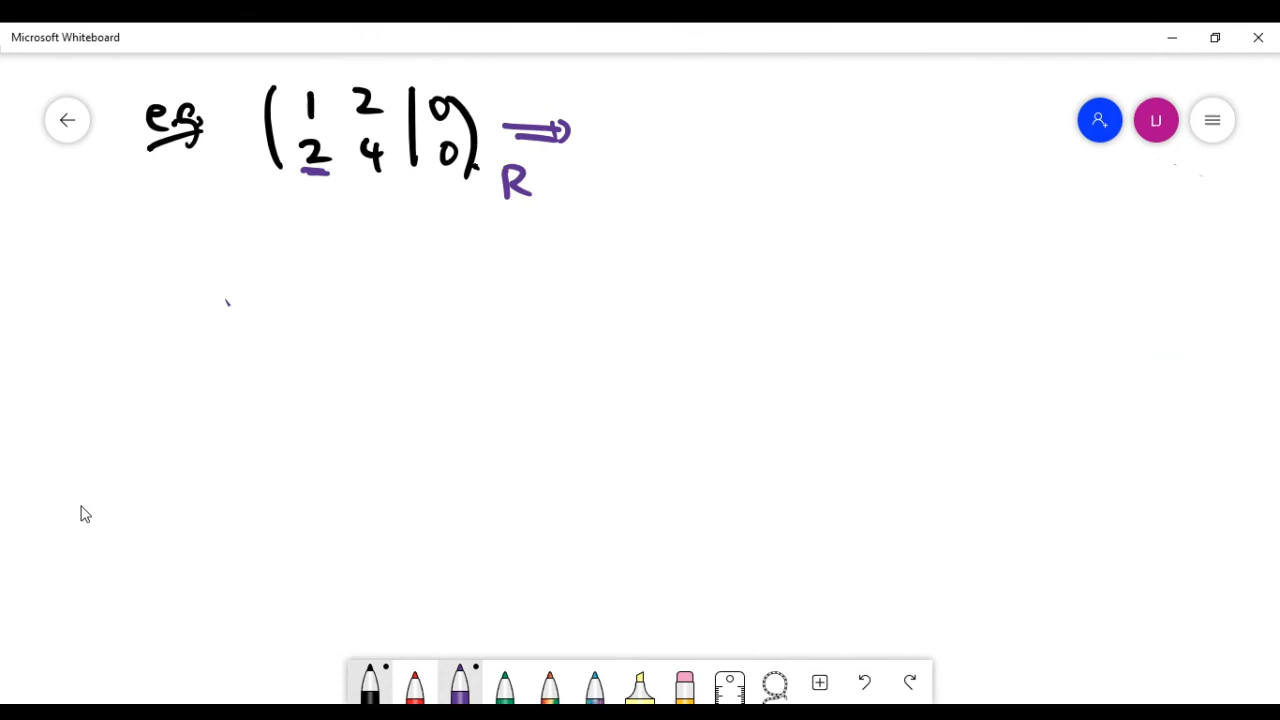 Microsoft Whiteboard
eg, ( 1 2 | 0 ) ⇒
( 2 4 | 0 ) R